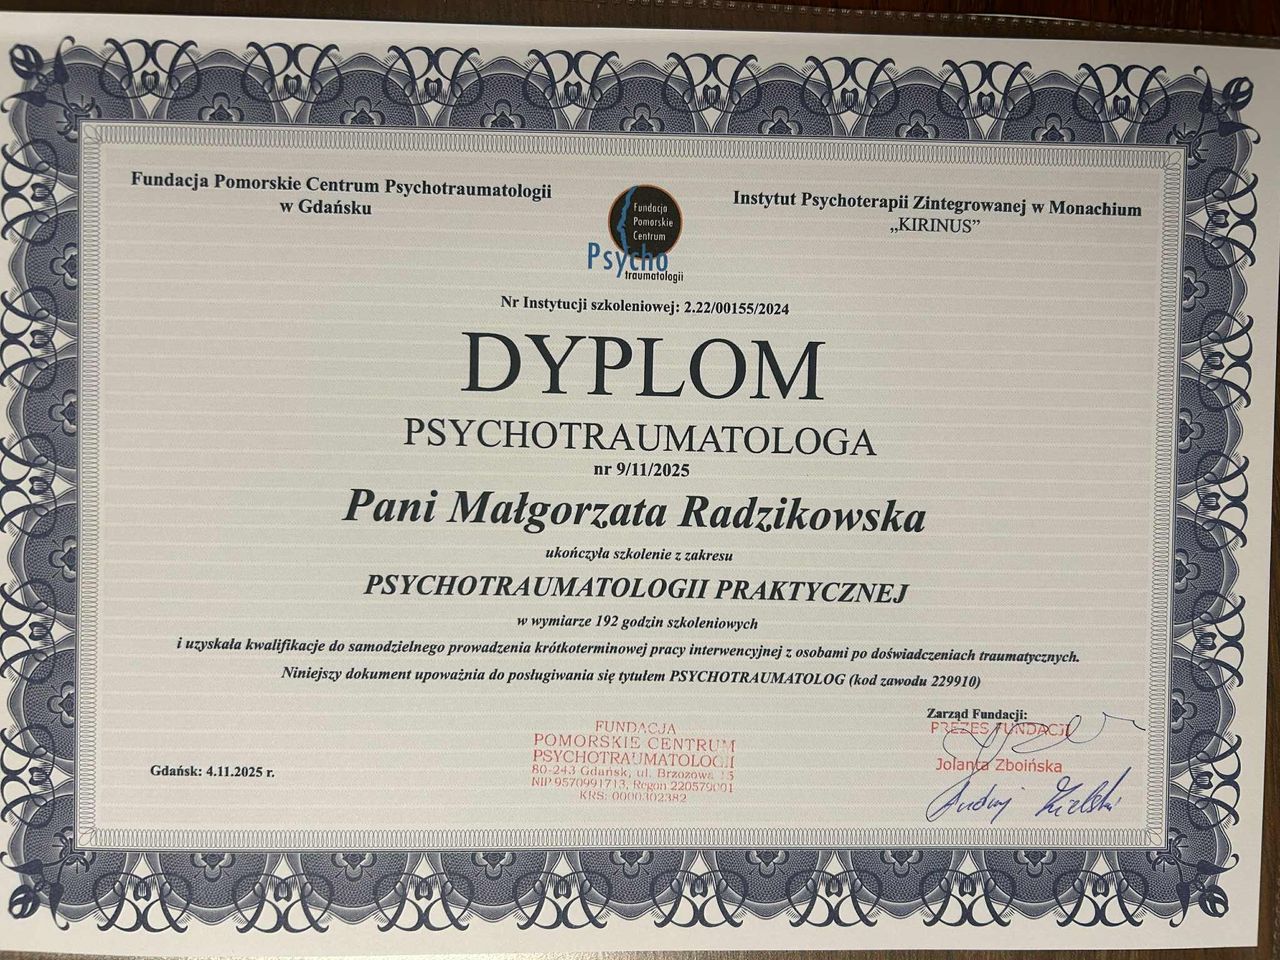 Fundacja Pomorskie Centrum Psychotraumatologii
w Gdańsku
Fundacja
Pomorskie
Centrum
Psycho
traumatologii
Instytut Psychoterapii Zintegrowanej w Monachium
„KIRINUS”
Nr Instytucji szkoleniowej: 2.22/00155/2024
DYPLOM
PSYCHOTRAUMATOLOGA
nr 9/11/2025
Pani Małgorzata Radzikowska
ukończyła szkolenie z zakresu
PSYCHOTRAUMATOLOGII PRAKTYCZNEJ
w wymiarze 192 godzin szkoleniowych
i uzyskała kwalifikacje do samodzielnego prowadzenia krótkoterminowej pracy interwencyjnej z osobami po doświadczeniach traumatycznych.
Niniejszy dokument upoważnia do posługiwania się tytułem PSYCHOTRAUMATOLOG (kod zawodu 229910)
Zarząd Fundacji:
PREZES FUNDACJI
Jolanta Zboińska
Andrzej Zielski
FUNDACJA
POMORSKIE CENTRUM
PSYCHOTRAUMATOLOGII
80-243 Gdańsk, ul. Brzozowa 15
NIP 9570991713, Regon 220579001
KRS: 0000302382
Gdańsk: 4.11.2025 r.